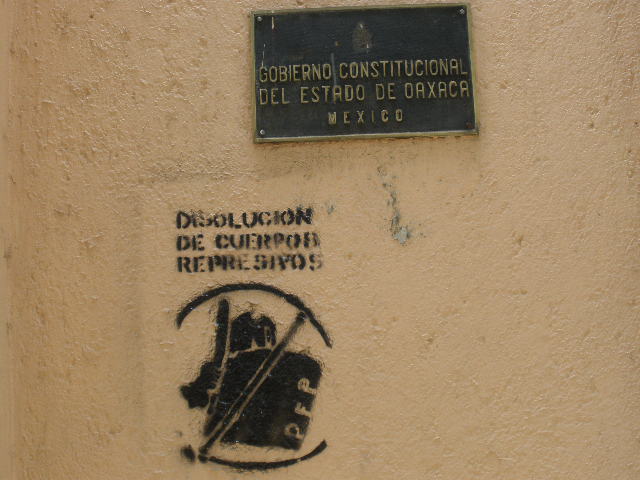 GOBIERNO CONSTITUCIONAL
DEL ESTADO DE OAXACA
MEXICO
DISOLUCION
DE CUERPOS
REPRESIVOS
PFP